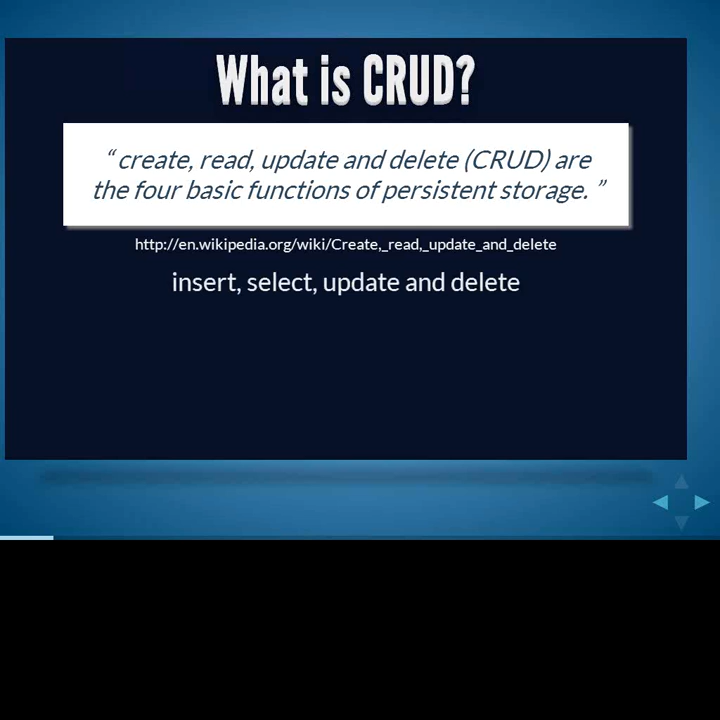 What is CRUD?
“ create, read, update and delete (CRUD) are
the four basic functions of persistent storage. ”
http://en.wikipedia.org/wiki/Create,_read,_update_and_delete
insert, select, update and delete